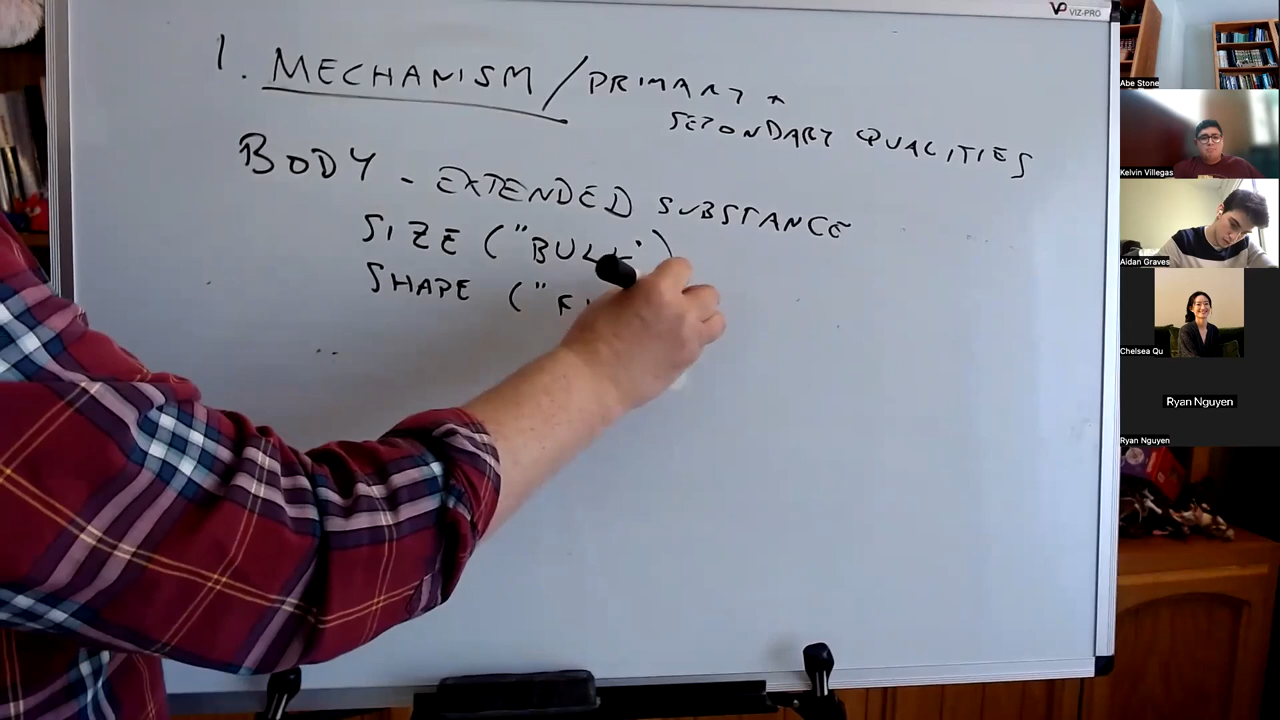 VIZ-PRO
1. MECHANISM / PRIMARY +
SECONDARY QUALITIES
BODY - EXTENDED SUBSTANCE
SIZE ("BULK")
SHAPE ("F
Abe Stone
Kelvin Villegas
Aidan Graves
Chelsea Qu
Ryan Nguyen
Ryan Nguyen